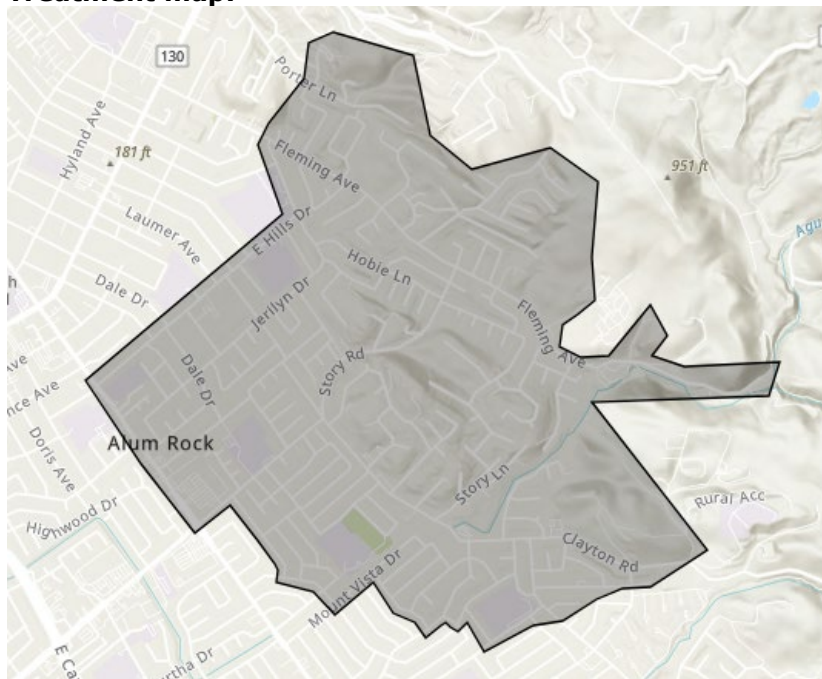 130
Porter Ln
Hyland Ave
181 ft
Fleming Ave
951 ft
Laumer Ave
E Hills Dr
Hobie Ln
Dale Dr
Jerilyn Dr
Fleming Ave
Story Rd
Dale Dr
Alum Rock
Doris Ave
Story Ln
Rural Acc
Highwood Dr
Clayton Rd
Mount Vista Dr